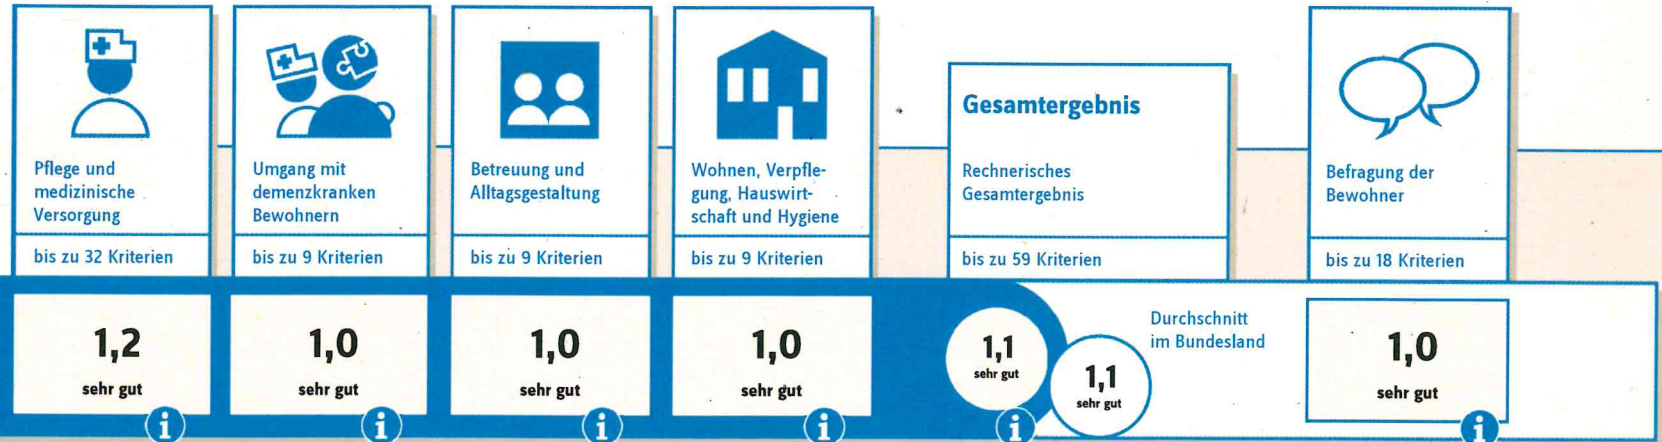 Pflege und
medizinische
Versorgung
bis zu 32 Kriterien
1,2
sehr gut
i
Umgang mit
demenzkranken
Bewohnern
bis zu 9 Kriterien
1,0
sehr gut
i
Betreuung und
Alltagsgestaltung
bis zu 9 Kriterien
1,0
sehr gut
i
Wohnen, Verpfle-
gung, Hauswirt-
schaft und Hygiene
bis zu 9 Kriterien
1,0
sehr gut
i
Gesamtergebnis
Rechnerisches
Gesamtergebnis
bis zu 59 Kriterien
1,1
sehr gut
i
1,1
sehr gut
Durchschnitt
im Bundesland
Befragung der
Bewohner
bis zu 18 Kriterien
1,0
sehr gut
i